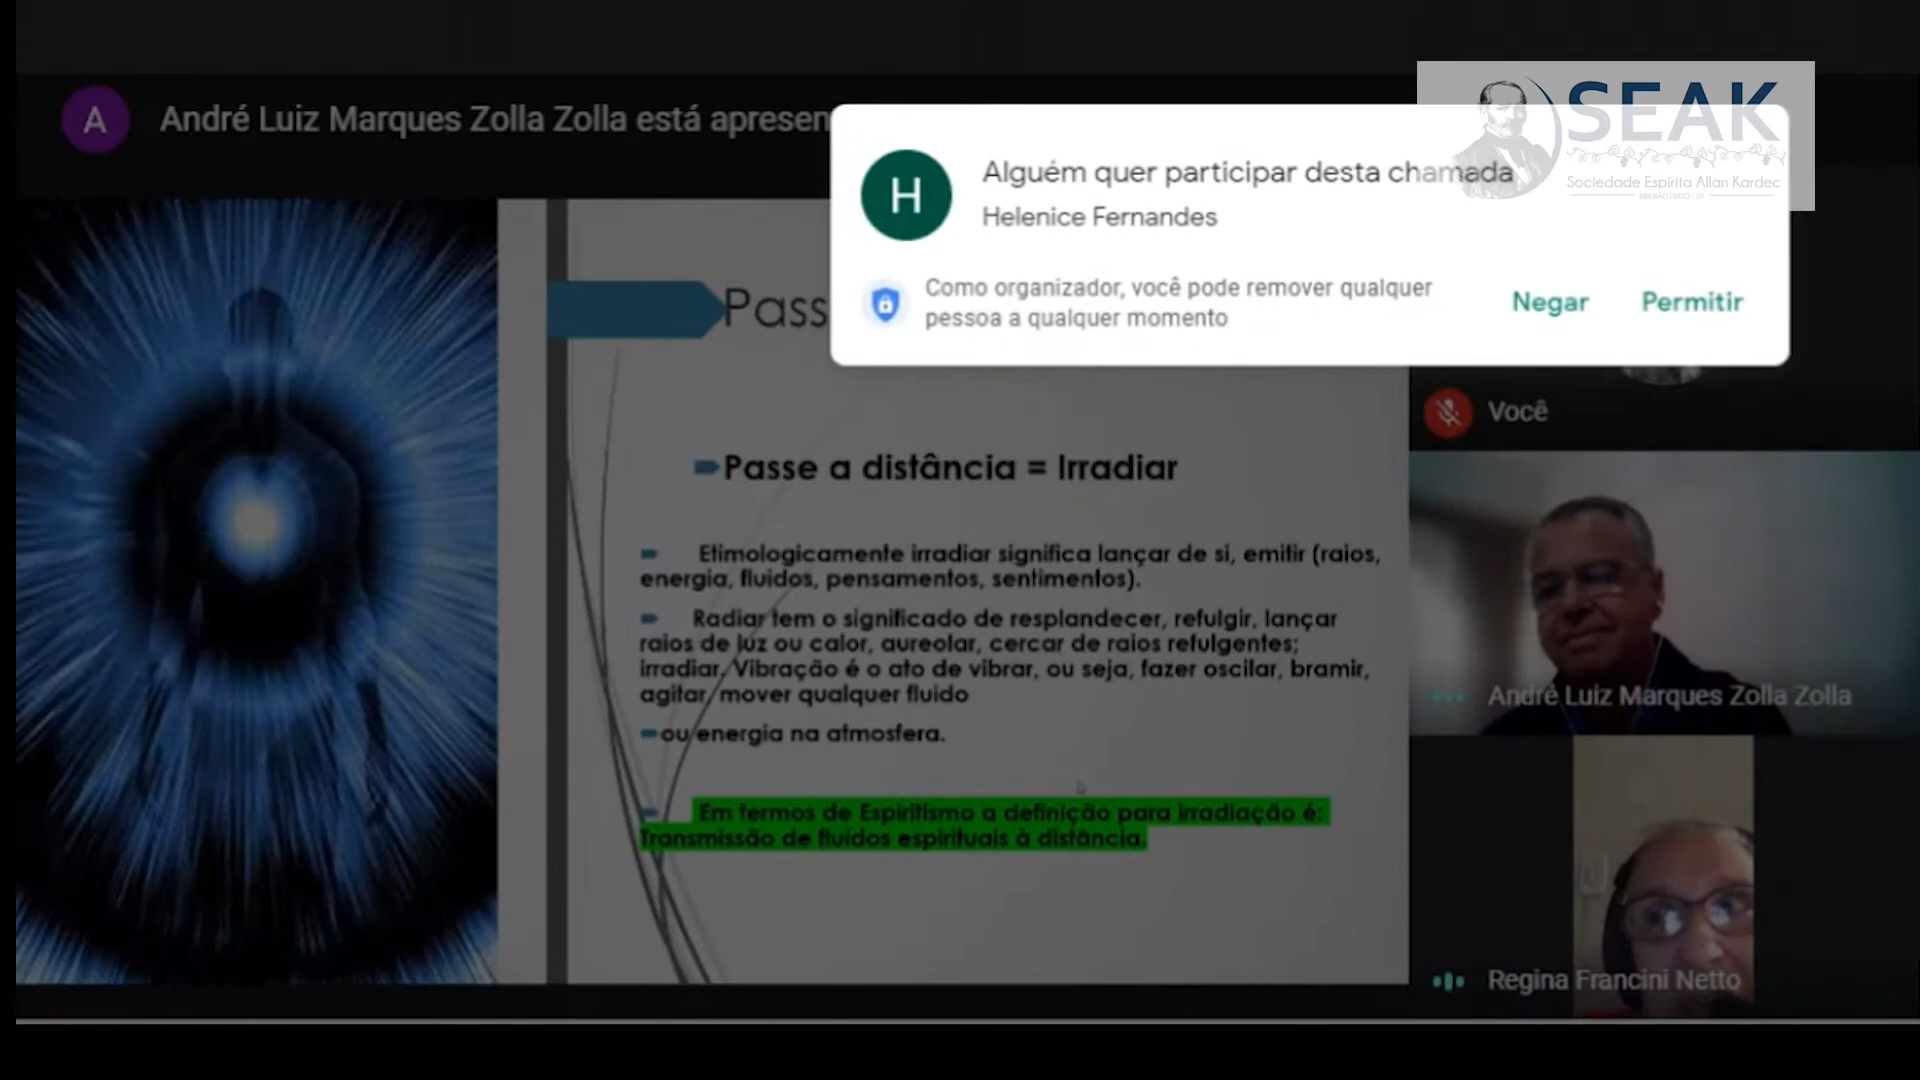 A
André Luiz Marques Zolla Zolla está apresen
SEAK
Sociedade Espírita Allan Kardec
RIBEIRÃO PRETO - SP
H
Alguém quer participar desta chamada
Helenice Fernandes
Como organizador, você pode remover qualquer
pessoa a qualquer momento
Negar
Permitir
Pass
Passe a distância = Irradiar
Etimologicamente irradiar significa lançar de si, emitir (raios,
energia, fluidos, pensamentos, sentimentos).
Radiar tem o significado de resplandecer, refulgir, lançar
raios de luz ou calor, aureolar, cercar de raios refulgentes;
irradiar. Vibração é o ato de vibrar, ou seja, fazer oscilar, bramir,
agitar, mover qualquer fluido
ou energia na atmosfera.
Em termos de Espiritismo a definição para irradiação é:
Transmissão de fluidos espirituais à distância.
Você
André Luiz Marques Zolla Zolla
Regina Francini Netto